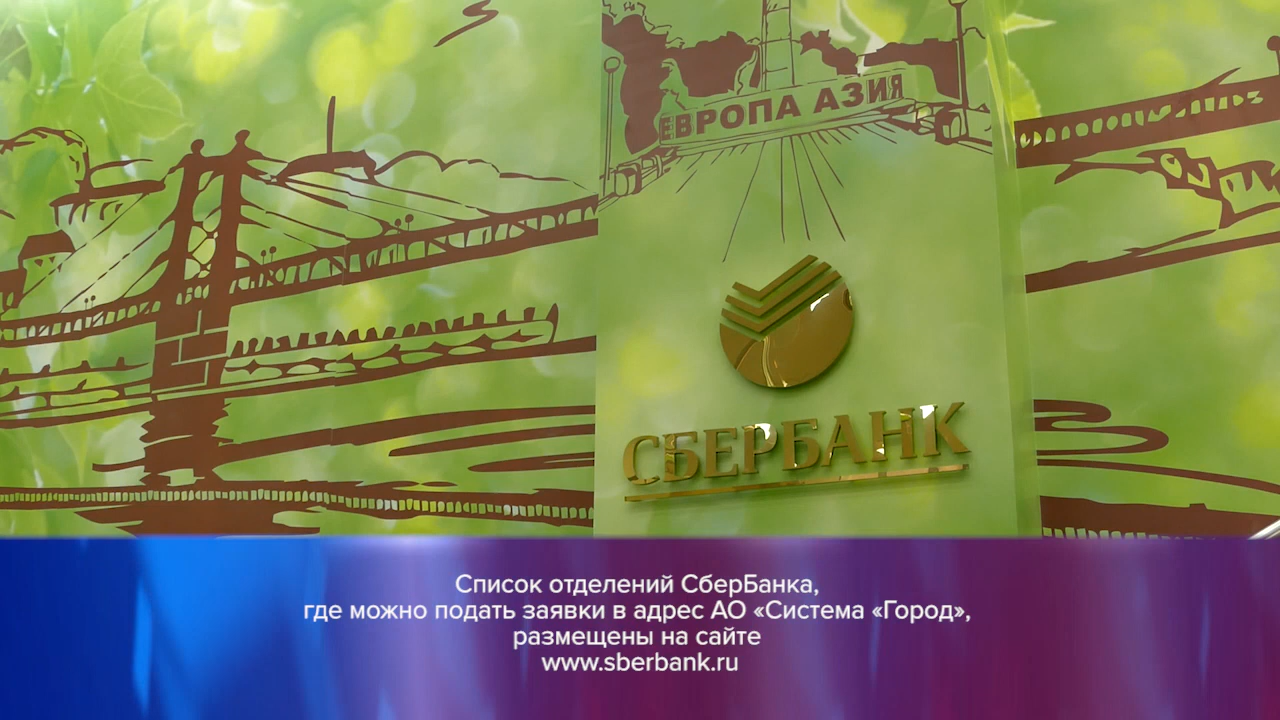 ЕВРОПА АЗИЯ
СБЕРБАНК
Список отделений СберБанка,
где можно подать заявки в адрес АО «Система «Город»,
размещены на сайте
www.sberbank.ru